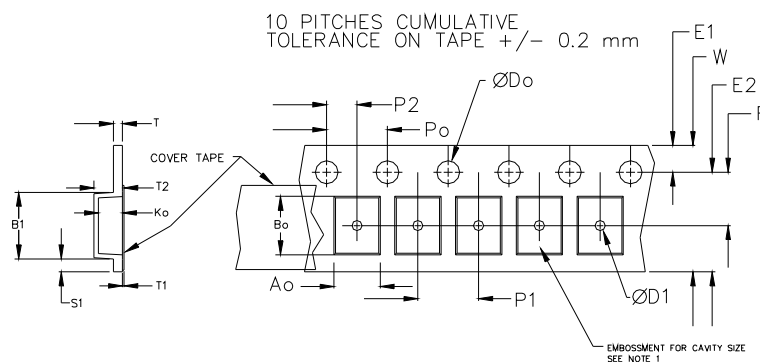 10 PITCHES CUMULATIVE
TOLERANCE ON TAPE +/- 0.2 mm
E1
W
ØDo
E2
P2
F
Po
T
COVER TAPE
T2
B1
Ko
Bo
Ao
P1
ØD1
S1
T1
EMBOSSMENT FOR CAVITY SIZE
SEE NOTE 1